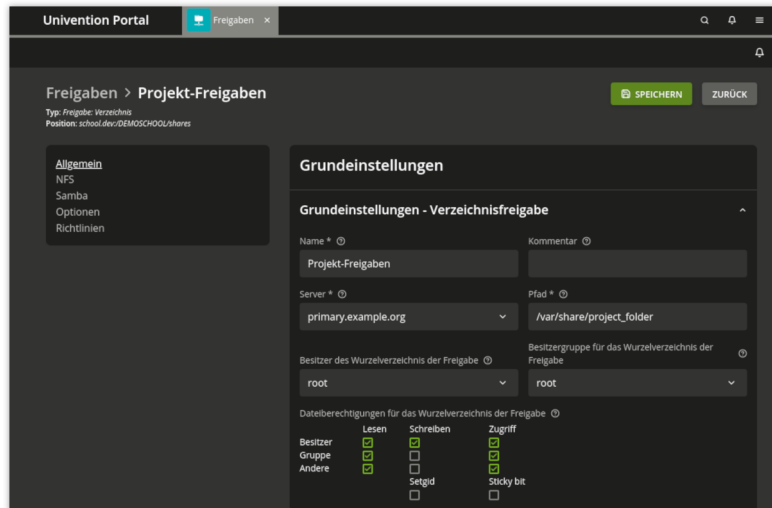 Univention Portal
Freigaben ×
Freigaben > Projekt-Freigaben
SPEICHERN
ZURÜCK
Typ: Freigabe: Verzeichnis
Position: school.dev:/DEMOSCHOOL/shares
Allgemein
NFS
Samba
Optionen
Richtlinien
Grundeinstellungen
Grundeinstellungen - Verzeichnisfreigabe
Name *
Kommentar
Projekt-Freigaben
Server *
Pfad *
primary.example.org
/var/share/project_folder
Besitzer des Wurzelverzeichnis der Freigabe
Besitzergruppe für das Wurzelverzeichnis der
Freigabe
root
root
Dateiberechtigungen für das Wurzelverzeichnis der Freigabe
Lesen Schreiben Zugriff
Besitzer
Gruppe
Andere
Setgid Sticky bit